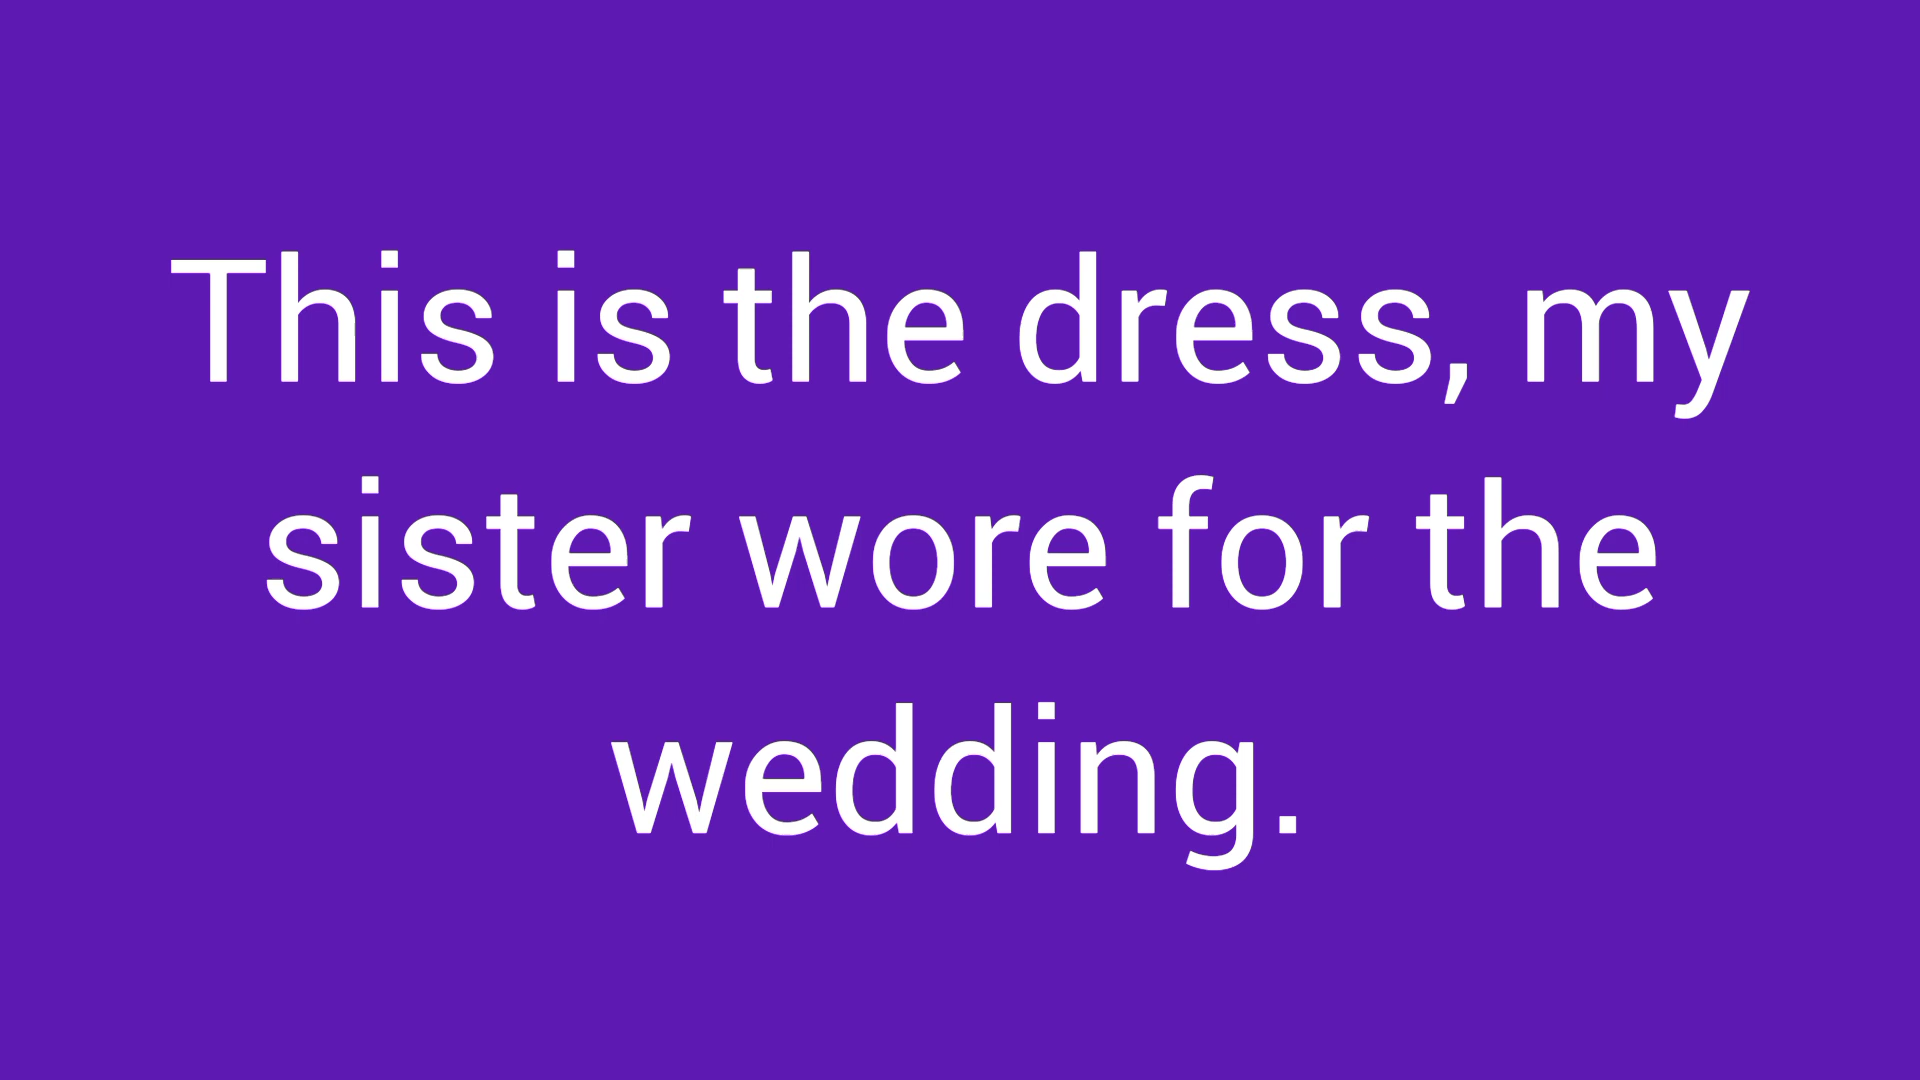 This is the dress, my
sister wore for the
wedding.